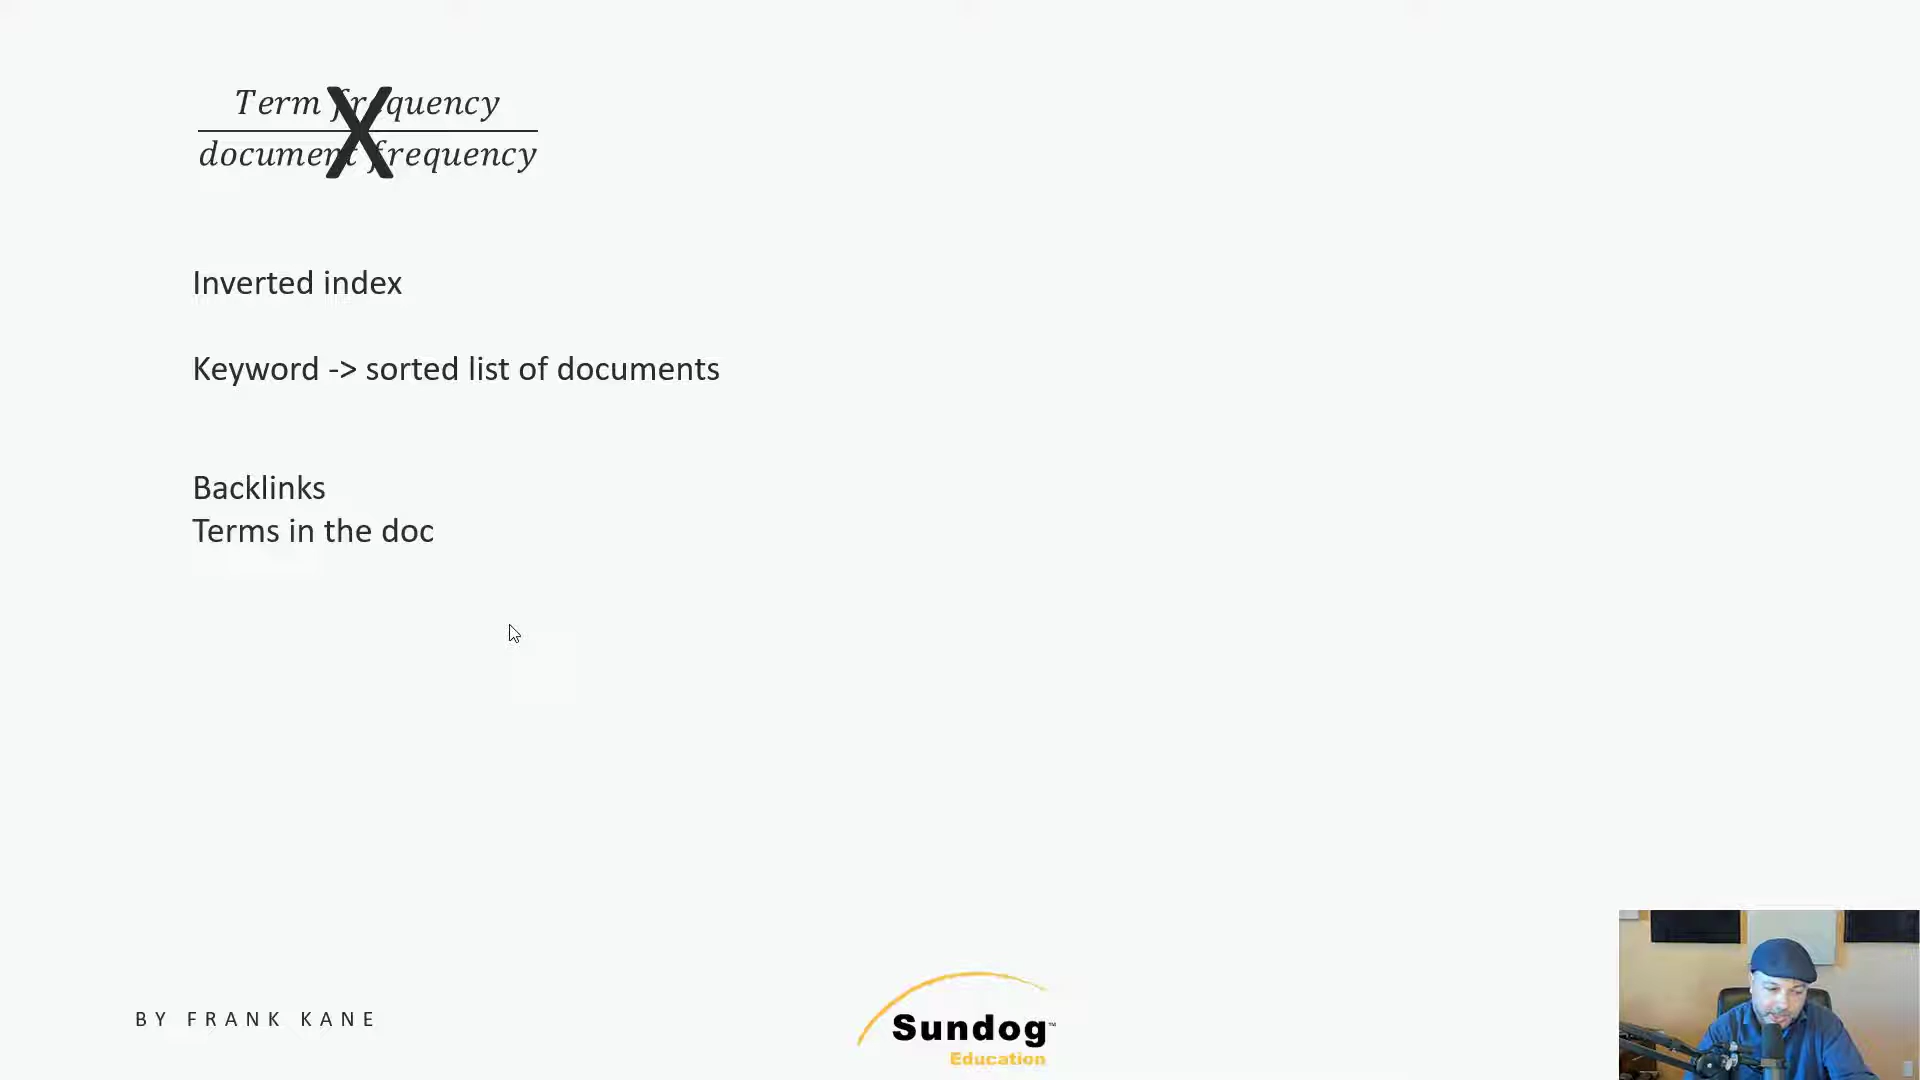 Term frequency
document frequency
X
Inverted index
Keyword -> sorted list of documents
Backlinks
Terms in the doc
BY FRANK KANE
Sundog™
Education